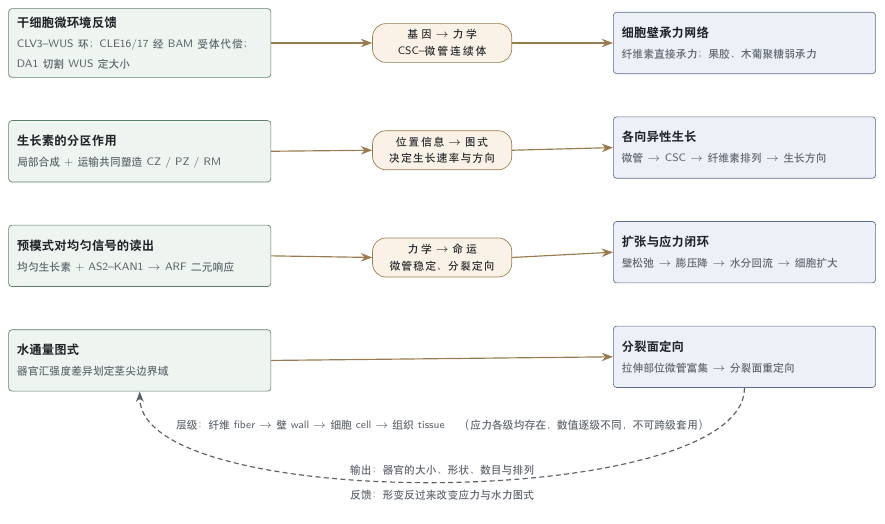 干细胞微环境反馈
CLV3–WUS 环；CLE16/17 经 BAM 受体代偿；
DA1 切割 WUS 定大小
基因 → 力学
CSC–微管连续体
细胞壁承力网络
纤维素直接承力；果胶、木葡聚糖弱承力
生长素的分区作用
局部合成 + 运输共同塑造 CZ / PZ / RM
位置信息 → 图式
决定生长速率与方向
各向异性生长
微管 → CSC → 纤维素排列 → 生长方向
预模式对均匀信号的读出
均匀生长素 + AS2–KAN1 → ARF 二元响应
力学 → 命运
微管稳定、分裂定向
扩张与应力闭环
壁松弛 → 膨压降 → 水分回流 → 细胞扩大
水通量图式
器官汇强度差异划定茎尖边界域
分裂面定向
拉伸部位微管富集 → 分裂面重定向
层级：纤维 fiber → 壁 wall → 细胞 cell → 组织 tissue （应力各级均存在，数值逐级不同，不可跨级套用）
输出：器官的大小、形状、数目与排列
反馈：形变反过来改变应力与水力图式